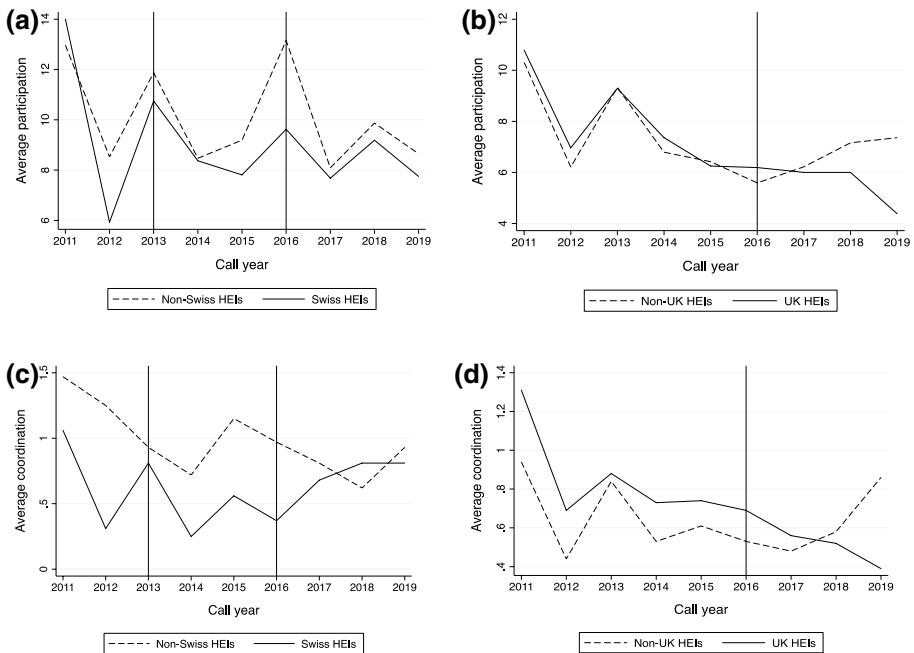 (a)
Average participation
14
12
10
8
6
2011 2012 2013 2014 2015 2016 2017 2018 2019
Call year
Non-Swiss HEIs Swiss HEIs
(b)
Average participation
10
8
6
4
2011 2012 2013 2014 2015 2016 2017 2018 2019
Call year
Non-UK HEIs UK HEIs
(c)
Average coordination
1.5
1
.5
0
2011 2012 2013 2014 2015 2016 2017 2018 2019
Call year
Non-Swiss HEIs Swiss HEIs
(d)
Average coordination
1.4
1.2
1
.8
.6
.4
2011 2012 2013 2014 2015 2016 2017 2018 2019
Call year
Non-UK HEIs UK HEIs